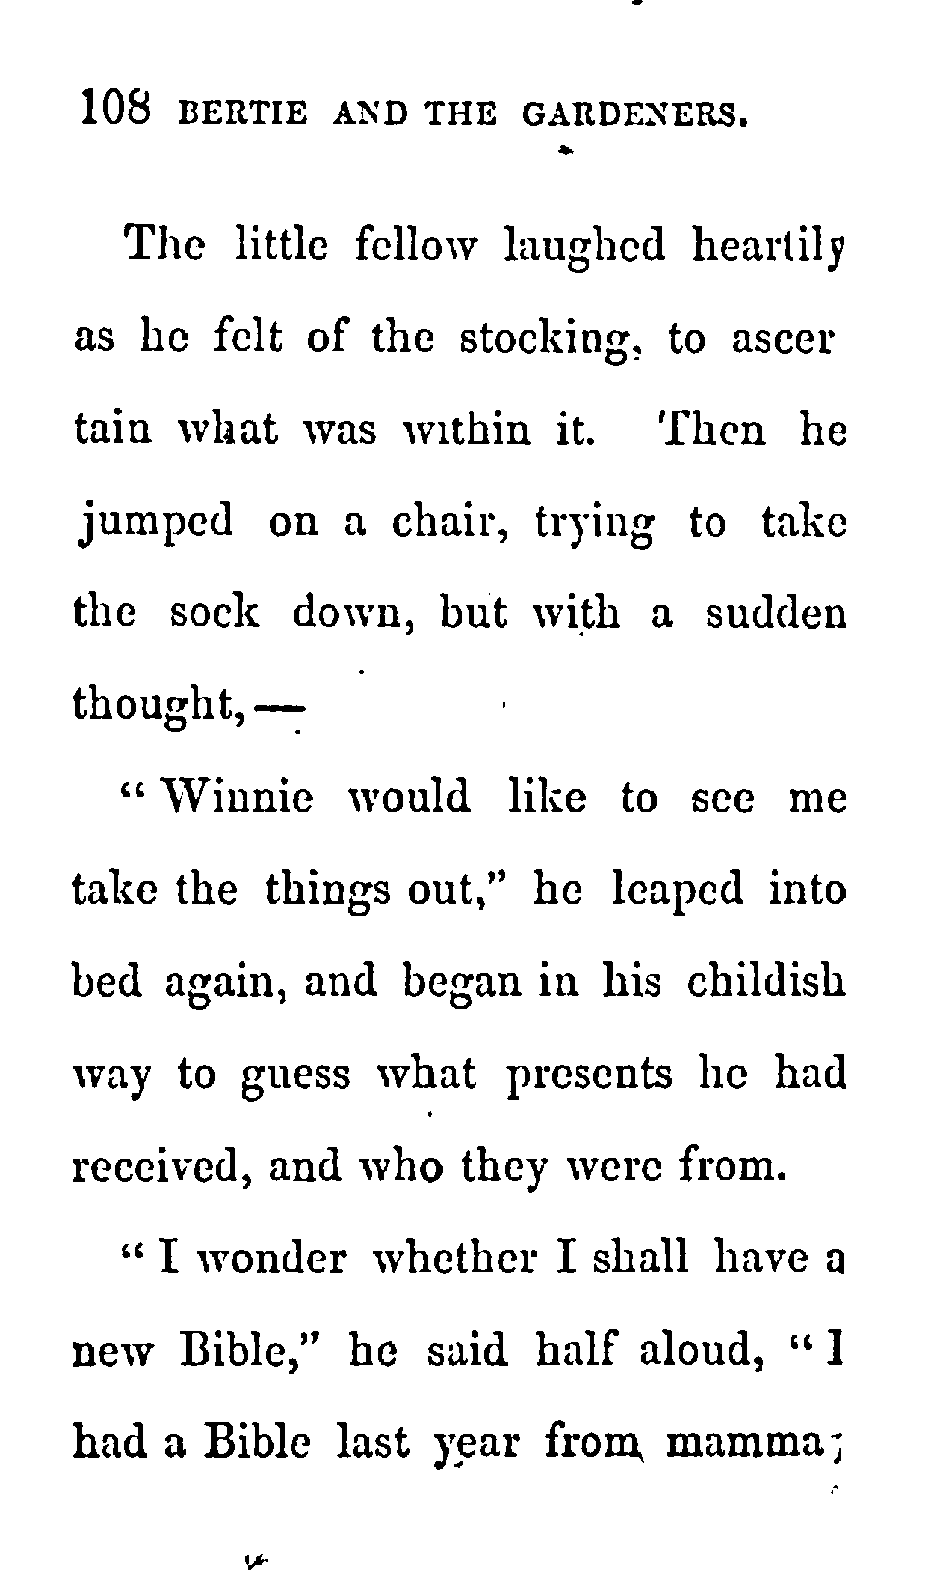 108 BERTIE AND THE GARDENERS.
The little fellow laughed heartily
as he felt of the stocking, to ascer
tain what was within it. Then he
jumped on a chair, trying to take
the sock down, but with a sudden
thought,—
“Winnie would like to see me
take the things out,” he leaped into
bed again, and began in his childish
way to guess what presents he had
received, and who they were from.
“I wonder whether I shall have a
new Bible,” he said half aloud, “I
had a Bible last year from mamma;